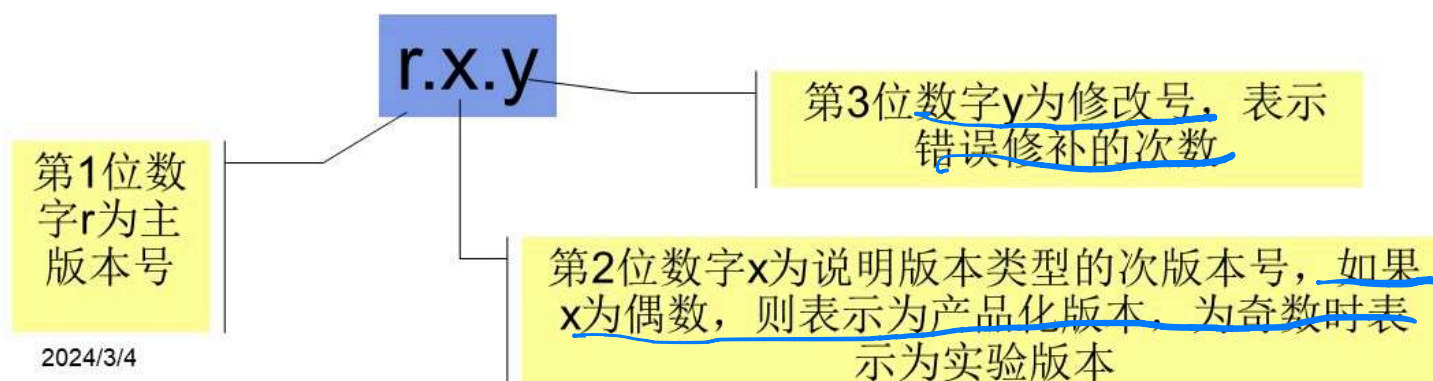 r.x.y
第3位数字y为修改号，表示
错误修补的次数
第1位数
字r为主
版本号
第2位数字x为说明版本类型的次版本号，如果
x为偶数，则表示为产品化版本，为奇数时表
示为实验版本
2024/3/4